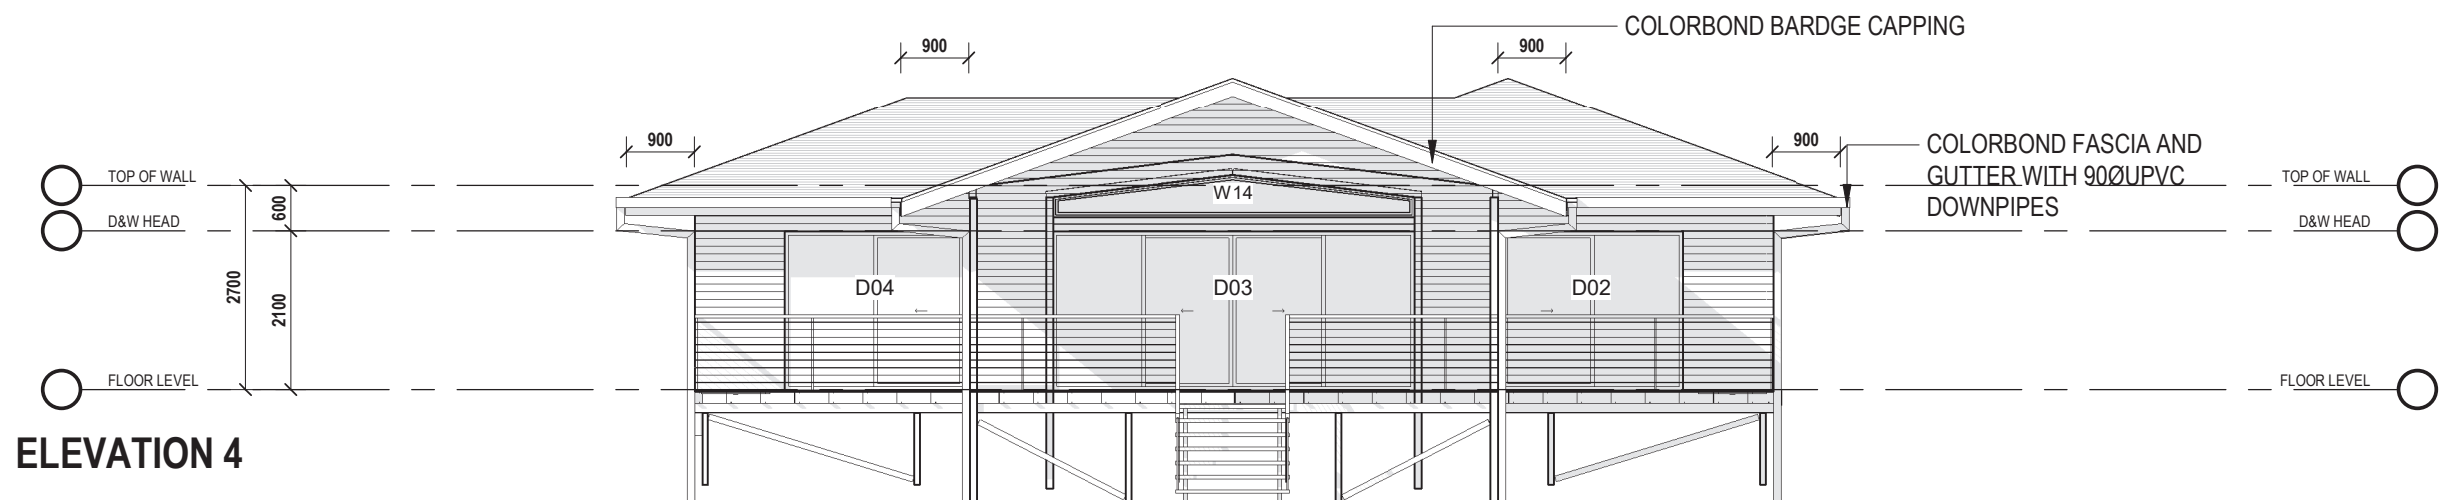 COLORBOND BARDGE CAPPING
900
900
900
900
COLORBOND FASCIA AND
GUTTER WITH 90ØUPVC
DOWNPIPES
TOP OF WALL
TOP OF WALL
W14
600
D&W HEAD
D&W HEAD
2700
2100
D04
D03
D02
FLOOR LEVEL
FLOOR LEVEL
ELEVATION 4